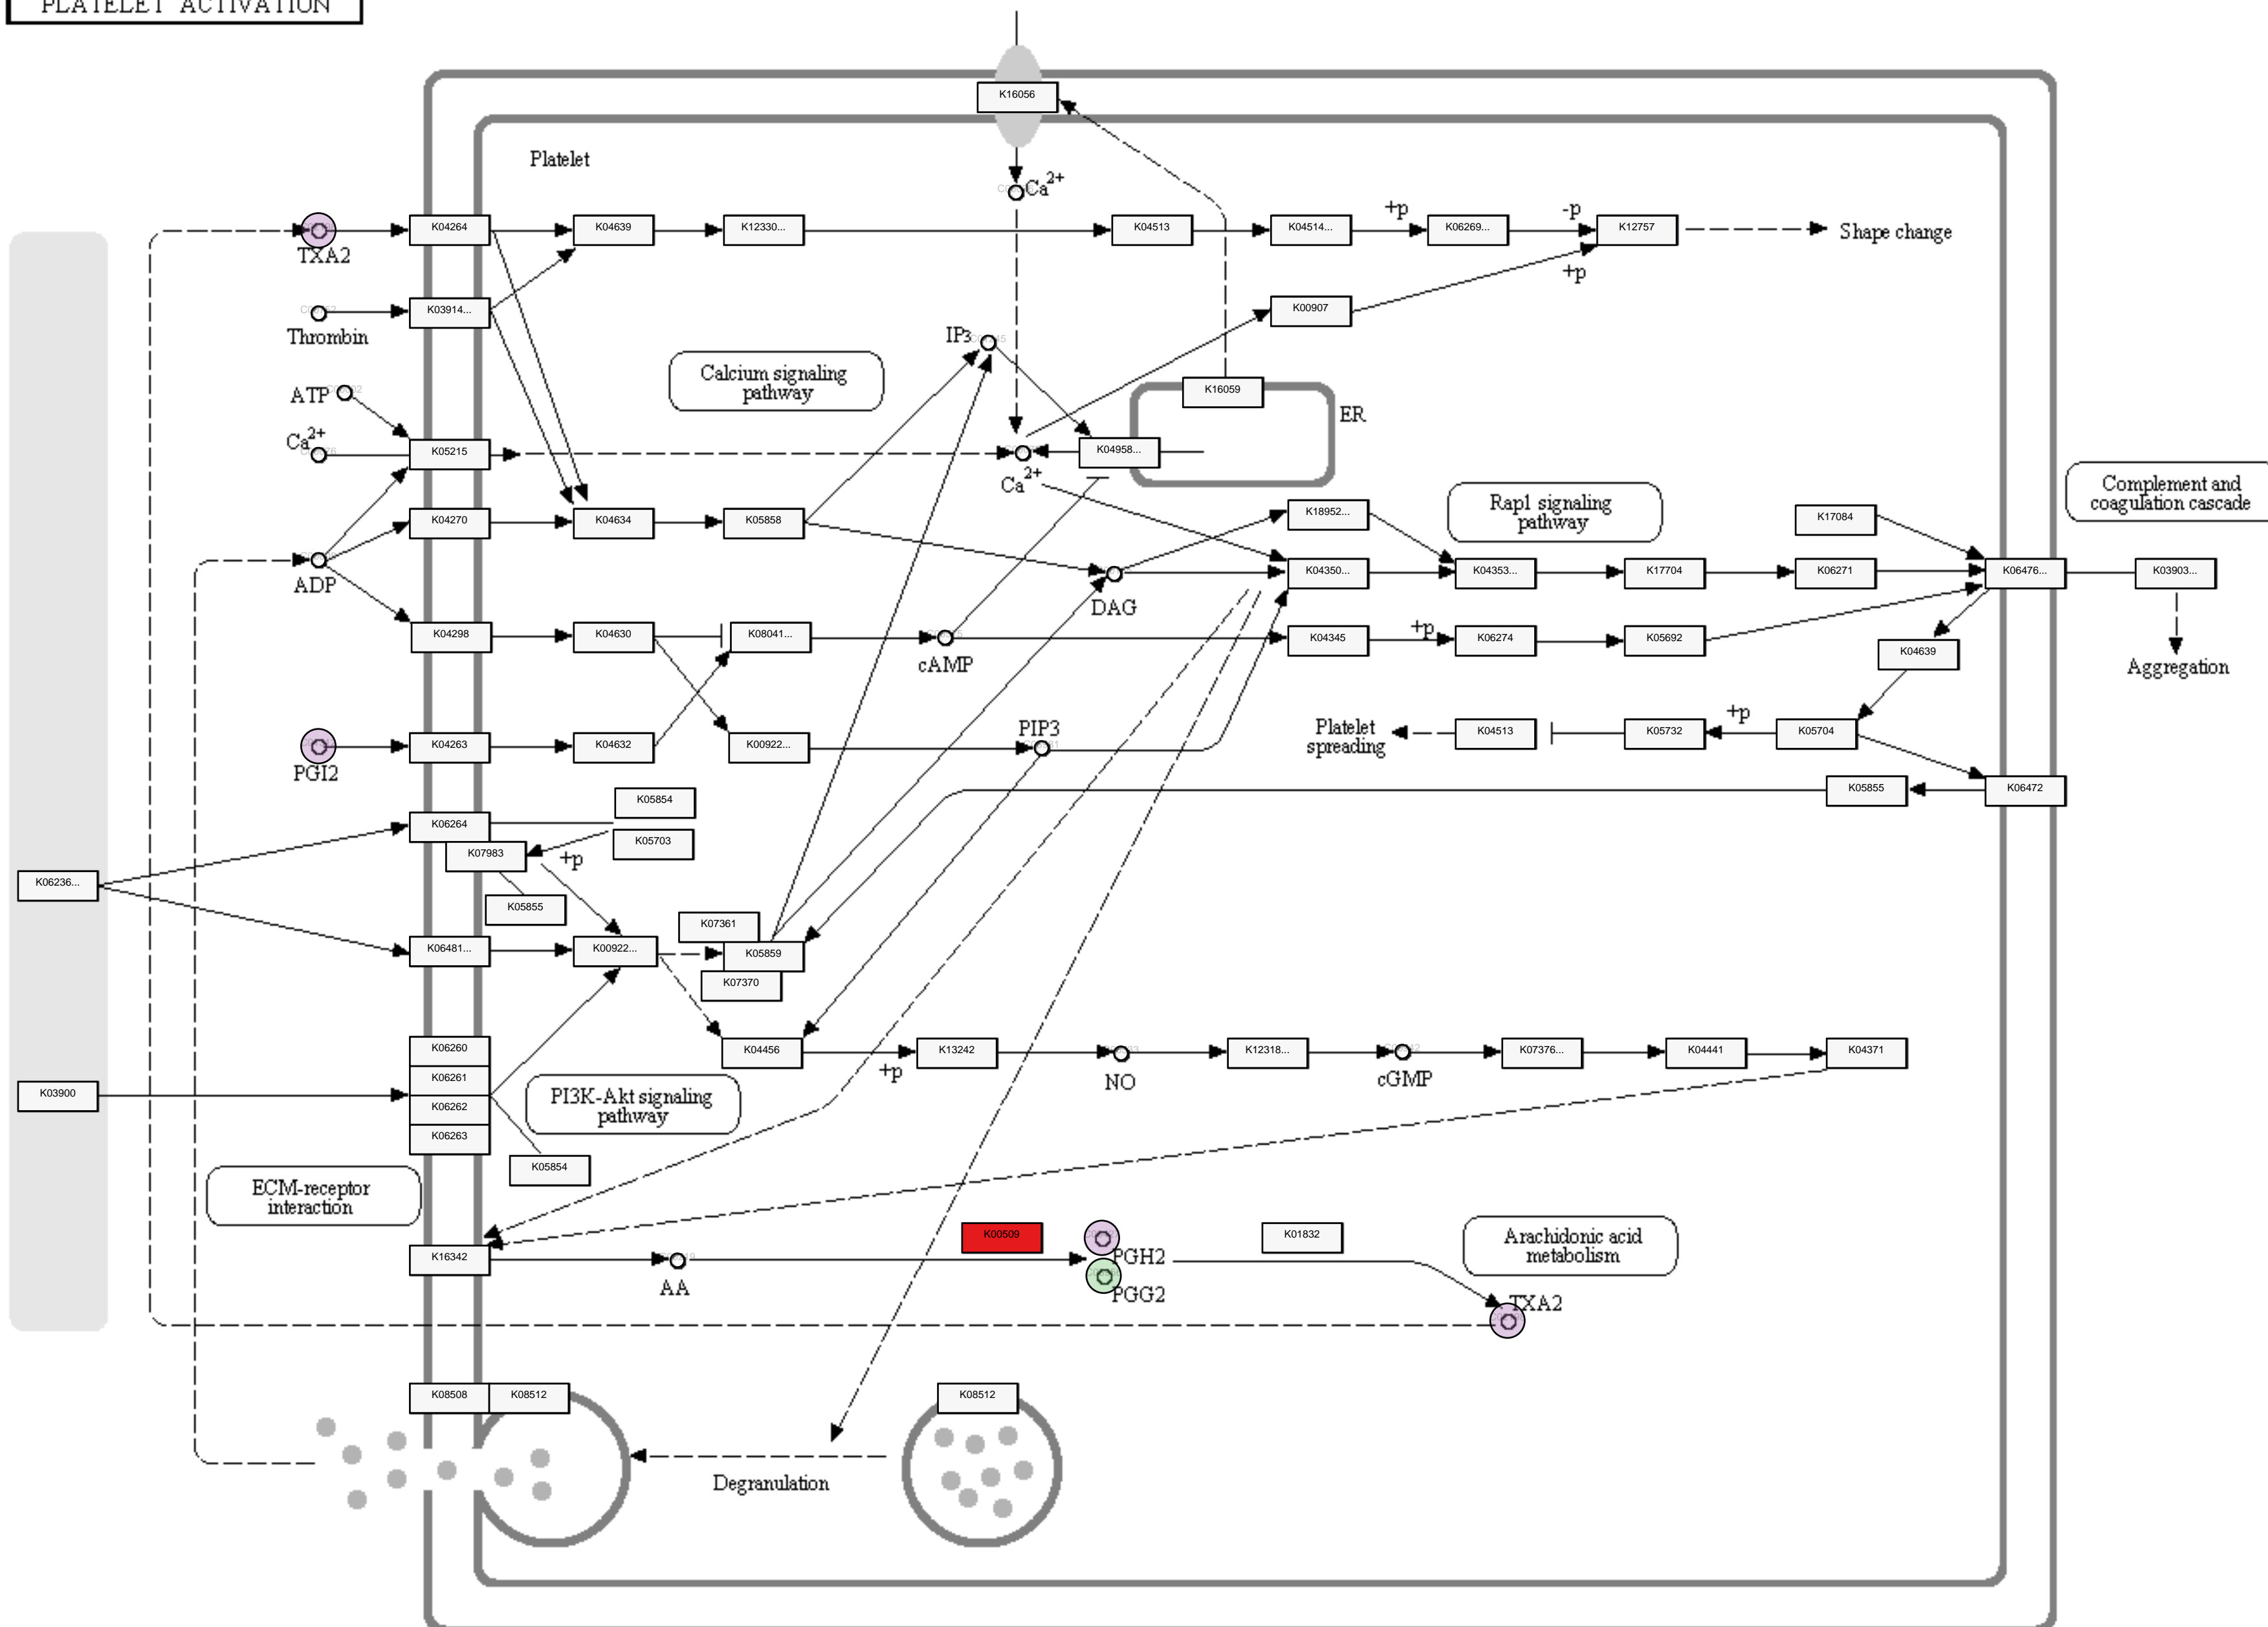 PLATELET ACTIVATION
K16056
Platelet
Ca2+
TXA2
K04264
K04639
K12330...
K04513
K04514...
+p
K06269...
-p
K12757
Shape change
Thrombin
K03914...
K00907
+p
IP3
Calcium signaling
pathway
K16059
ER
ATP
Ca2+
K05215
Ca2+
K04958...
Complement and
coagulation cascade
Rap1 signaling
pathway
K04270
K04634
K05858
K18952...
K17084
ADP
DAG
K04350...
K04353...
K17704
K06271
K06476...
K03903...
K04298
K04630
K08041...
cAMP
K04345
+p
K06274
K05692
K04639
Aggregation
PGI2
K04263
K04632
K00922...
PIP3
Platelet
spreading
K04513
K05732
+p
K05704
K05855
K06472
K06264
K05854
K07983
K05703
+p
K06236...
K05855
K06481...
K00922...
K07361
K05859
K07370
K06260
K06261
K06262
K06263
K03900
K04456
+p
K13242
NO
K12318...
cGMP
K07376...
K04441
K04371
PI3K-Akt signaling
pathway
K05854
ECM-receptor
interaction
K16342
AA
K00509
PGH2
PGG2
K01832
Arachidonic acid
metabolism
TXA2
K08508
K08512
K08512
Degranulation